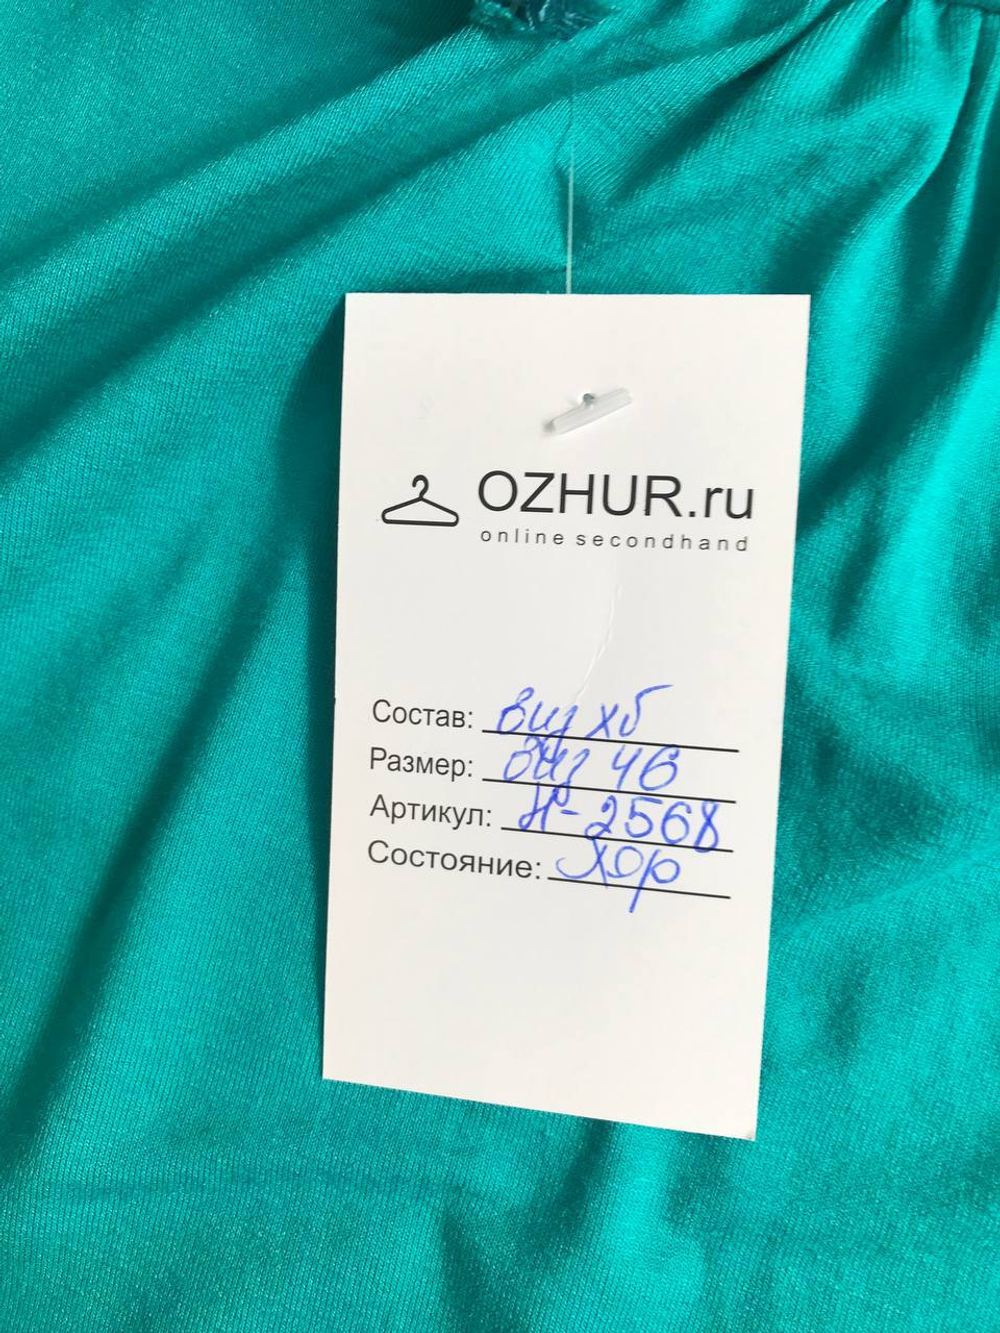 OZHUR.ru
online secondhand
Состав: Виз хб
Размер: Виз 46
Артикул: Н-2568
Состояние: Хор